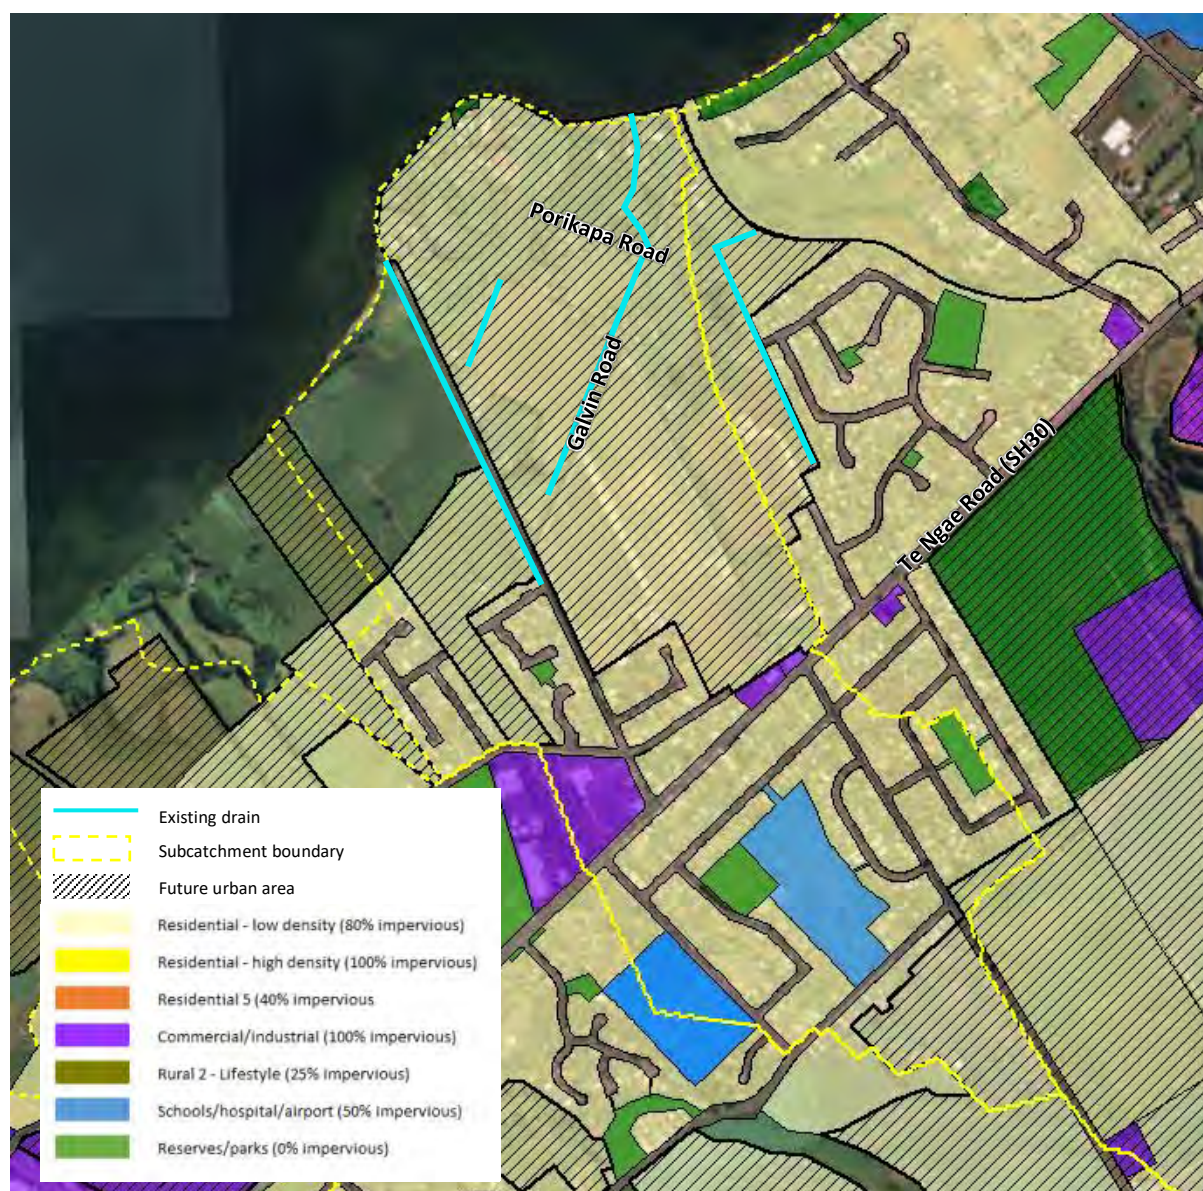 Porikapa Road
Galvin Road
Te Ngae Road (SH30)
Existing drain
Subcatchment boundary
Future urban area
Residential - low density (80% impervious)
Residential - high density (100% impervious)
Residential 5 (40% impervious
Commercial/industrial (100% impervious)
Rural 2 - Lifestyle (25% impervious)
Schools/hospital/airport (50% impervious)
Reserves/parks (0% impervious)